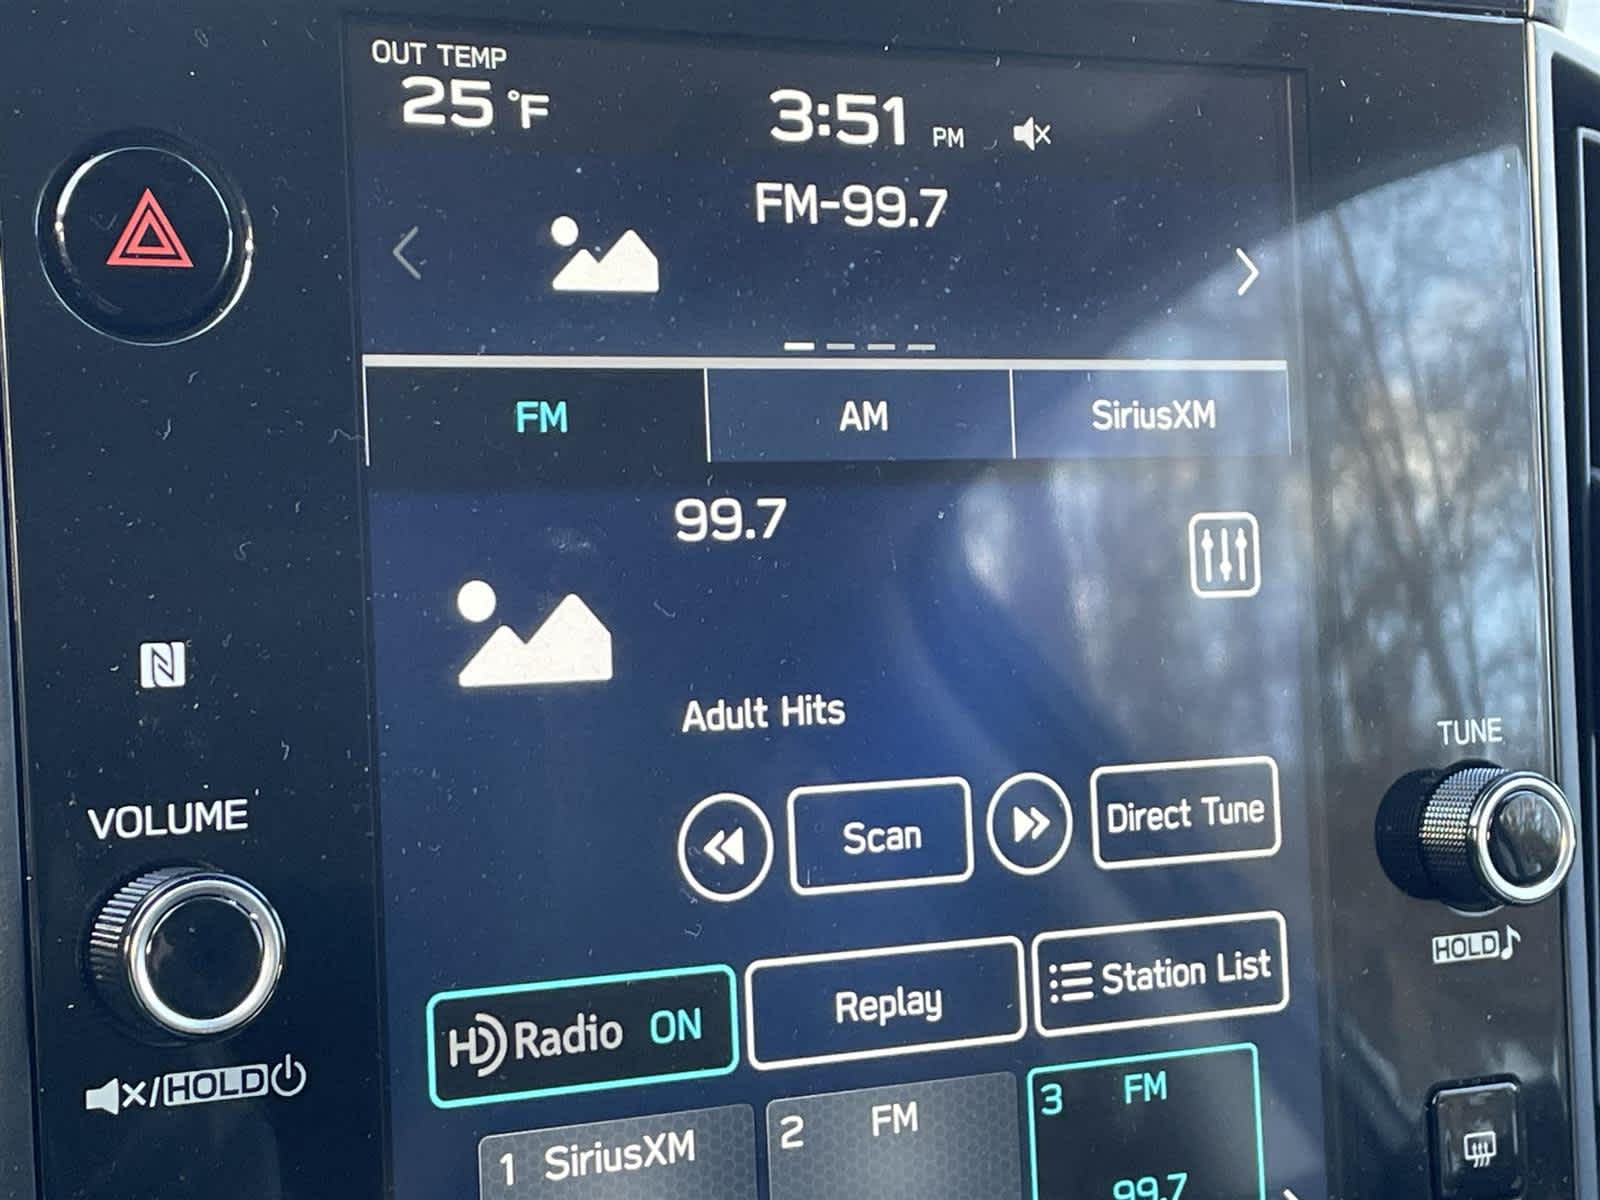 OUT TEMP
25 °F
3:51 PM
FM-99.7
FM
AM
SiriusXM
99.7
Adult Hits
Scan
Direct Tune
HD Radio ON
Replay
Station List
1 SiriusXM
2 FM
3 FM
99.7
VOLUME
/HOLD
TUNE
HOLD